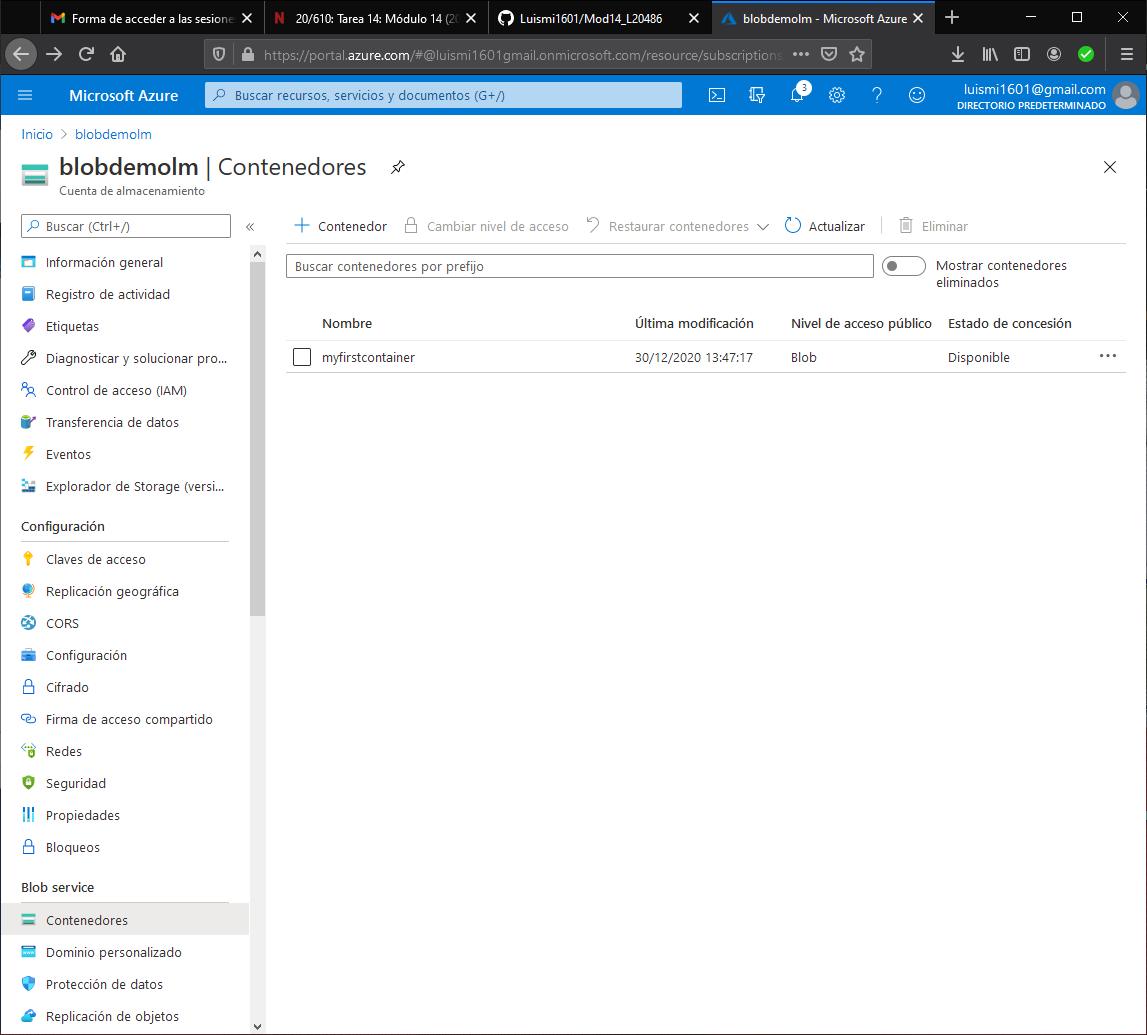 Forma de acceder a las sesione
20/610: Tarea 14: Módulo 14 (20
Luismi1601/Mod14_L20486
blobdemolm - Microsoft Azure
https://portal.azure.com/#@luismi1601gmail.onmicrosoft.com/resource/subscriptions
Microsoft Azure
Buscar recursos, servicios y documentos (G+/)
3
luismi1601@gmail.com
DIRECTORIO PREDETERMINADO
Inicio > blobdemolm
blobdemolm | Contenedores
Cuenta de almacenamiento
Buscar (Ctrl+/)
«
Contenedor
Cambiar nivel de acceso
Restaurar contenedores
Actualizar
Eliminar
Buscar contenedores por prefijo
Mostrar contenedores
eliminados
Nombre
Última modificación
Nivel de acceso público
Estado de concesión
myfirstcontainer
30/12/2020 13:47:17
Blob
Disponible
Información general
Registro de actividad
Etiquetas
Diagnosticar y solucionar pro...
Control de acceso (IAM)
Transferencia de datos
Eventos
Explorador de Storage (versi...
Configuración
Claves de acceso
Replicación geográfica
CORS
Configuración
Cifrado
Firma de acceso compartido
Redes
Seguridad
Propiedades
Bloqueos
Blob service
Contenedores
Dominio personalizado
Protección de datos
Replicación de objetos